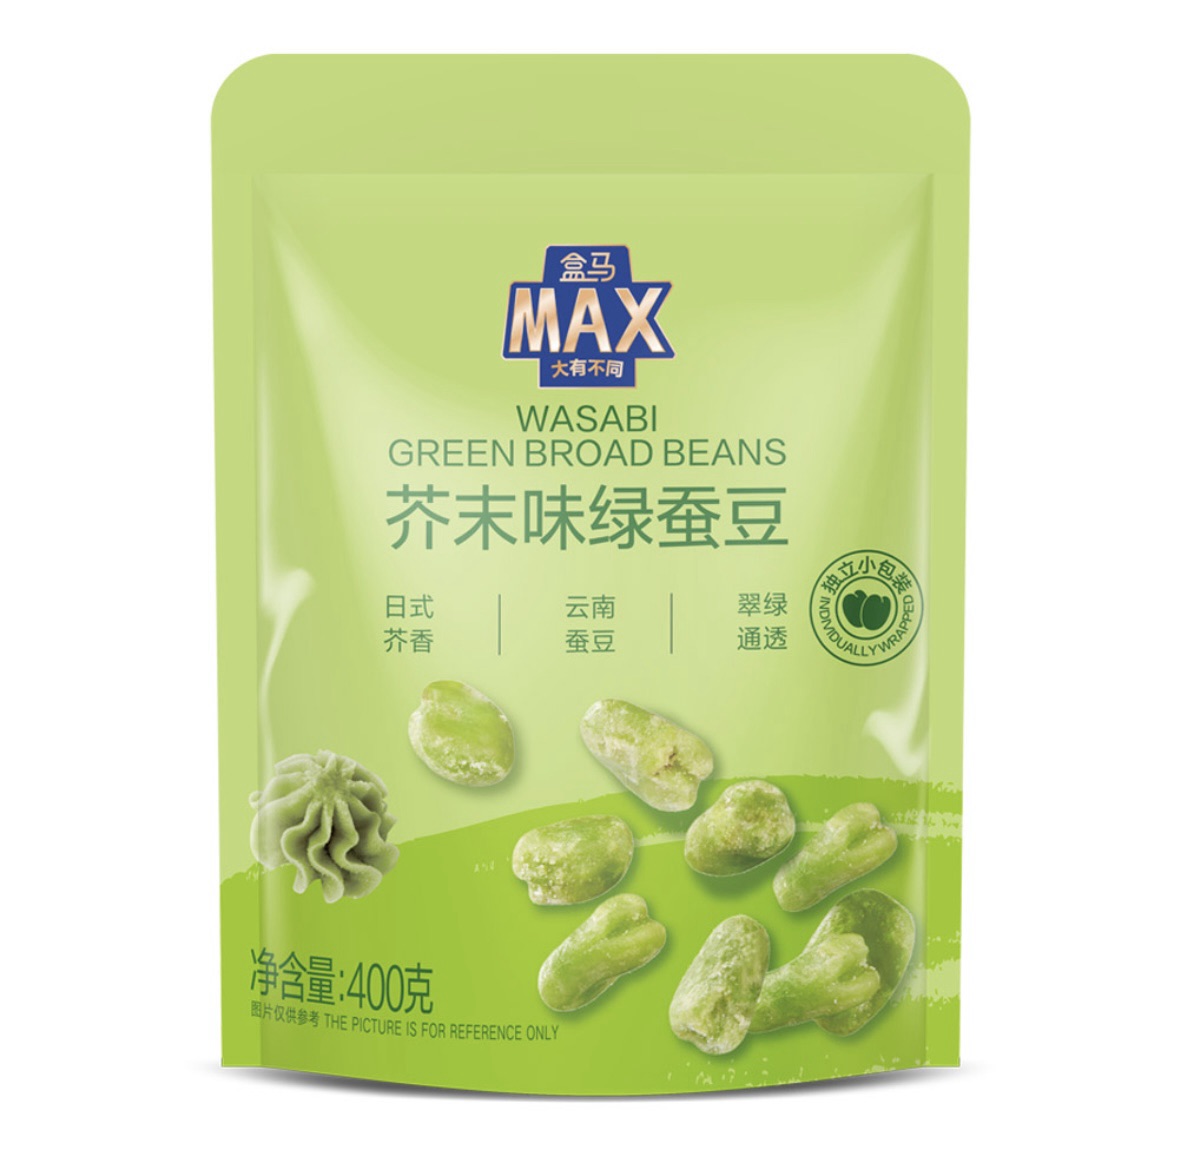 盒马
MAX
大有不同
WASABI
GREEN BROAD BEANS
芥末味绿蚕豆
日式
芥香
云南
蚕豆
翠绿
通透
独立小包装
INDIVIDUALLY WRAPPED
净含量:400克
图片仅供参考 THE PICTURE IS FOR REFERENCE ONLY